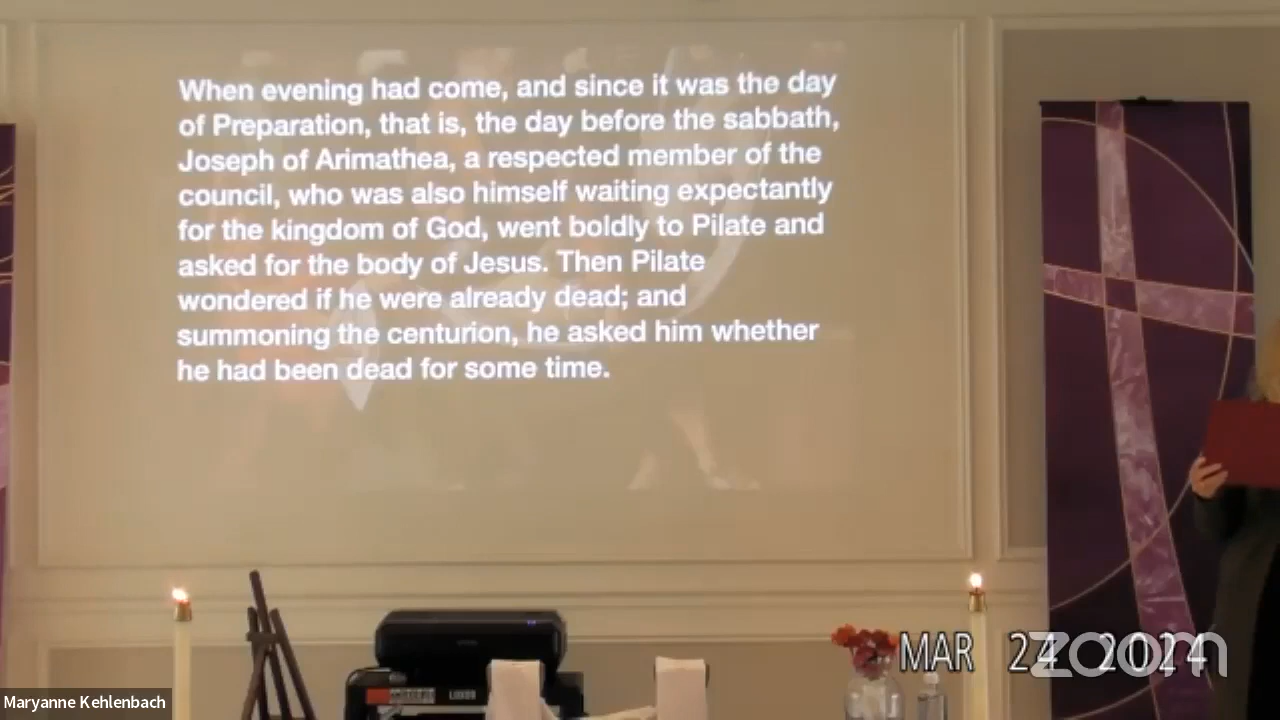 When evening had come, and since it was the day
of Preparation, that is, the day before the sabbath,
Joseph of Arimathea, a respected member of the
council, who was also himself waiting expectantly
for the kingdom of God, went boldly to Pilate and
asked for the body of Jesus. Then Pilate
wondered if he were already dead; and
summoning the centurion, he asked him whether
he had been dead for some time.
MAR 24 2024
zoom
Maryanne Kehlenbach